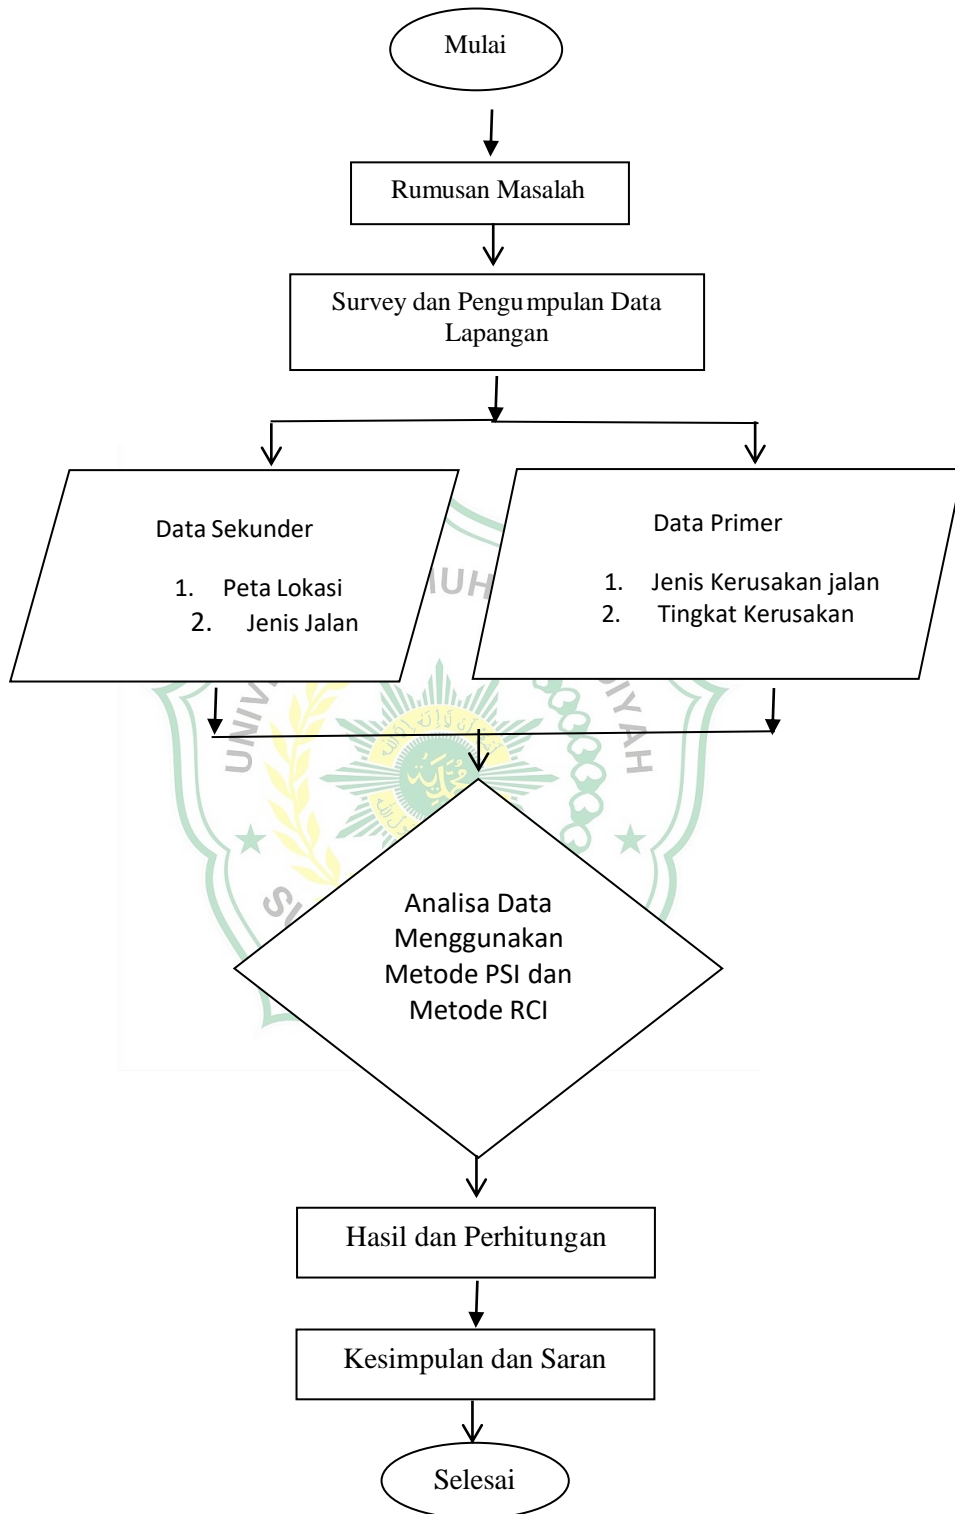 Mulai
Rumusan Masalah
Survey dan Pengumpulan Data
Lapangan
Data Sekunder
1. Peta Lokasi
2. Jenis Jalan
Data Primer
1. Jenis Kerusakan jalan
2. Tingkat Kerusakan
Analisa Data
Menggunakan
Metode PSI dan
Metode RCI
Hasil dan Perhitungan
Kesimpulan dan Saran
Selesai